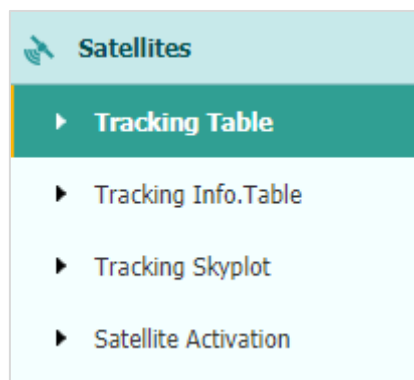 Satellites
Tracking Table
Tracking Info.Table
Tracking Skyplot
Satellite Activation